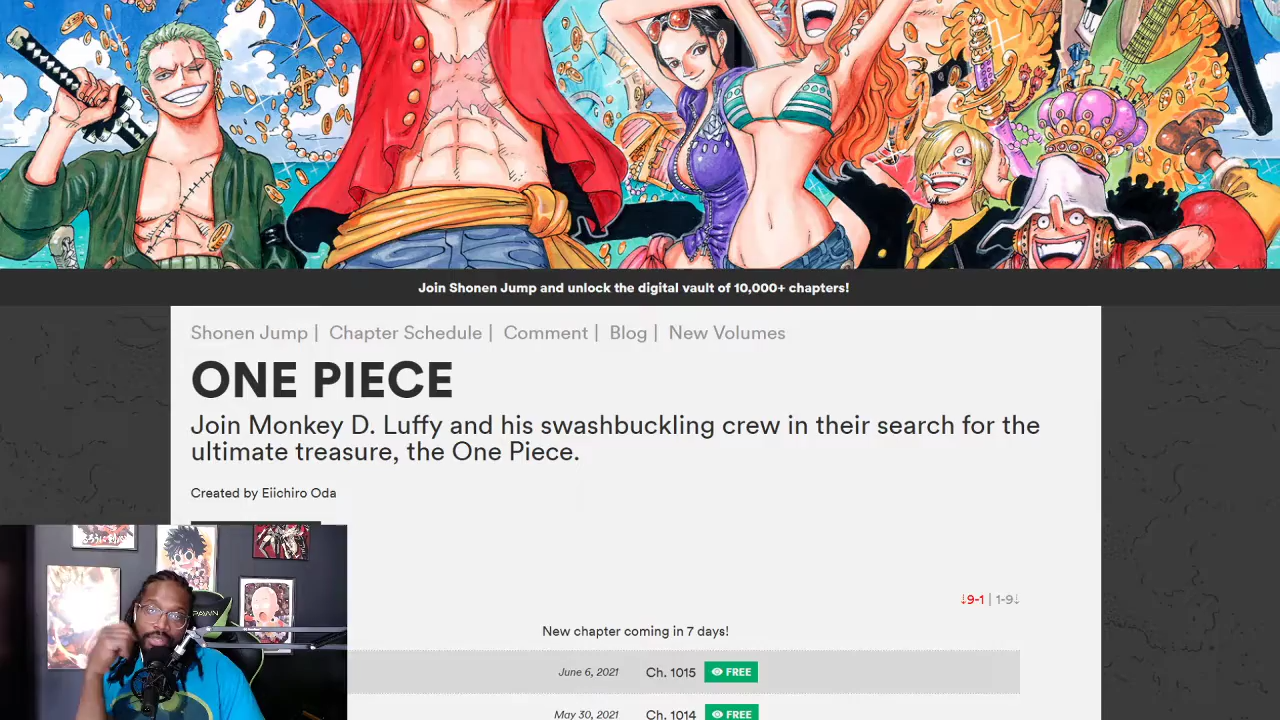 Join Shonen Jump and unlock the digital vault of 10,000+ chapters!
Shonen Jump | Chapter Schedule | Comment | Blog | New Volumes
ONE PIECE
Join Monkey D. Luffy and his swashbuckling crew in their search for the
ultimate treasure, the One Piece.
Created by Eiichiro Oda
↓9-1 | 1-9↓
New chapter coming in 7 days!
June 6, 2021 Ch. 1015 FREE
May 30, 2021 Ch. 1014 FREE